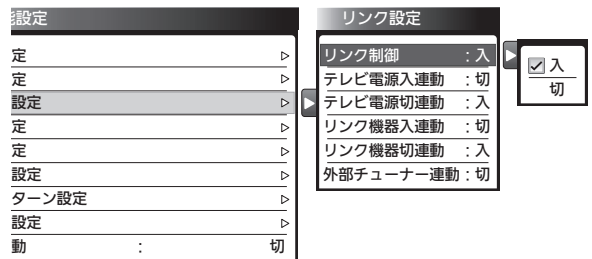 設定
定
定
設定
定
定
設定
ターン設定
設定
動 : 切
リンク設定
リンク制御 : 入
テレビ電源入連動 : 切
テレビ電源切連動 : 入
リンク機器入連動 : 切
リンク機器切連動 : 入
外部チューナー連動 : 切
入
切